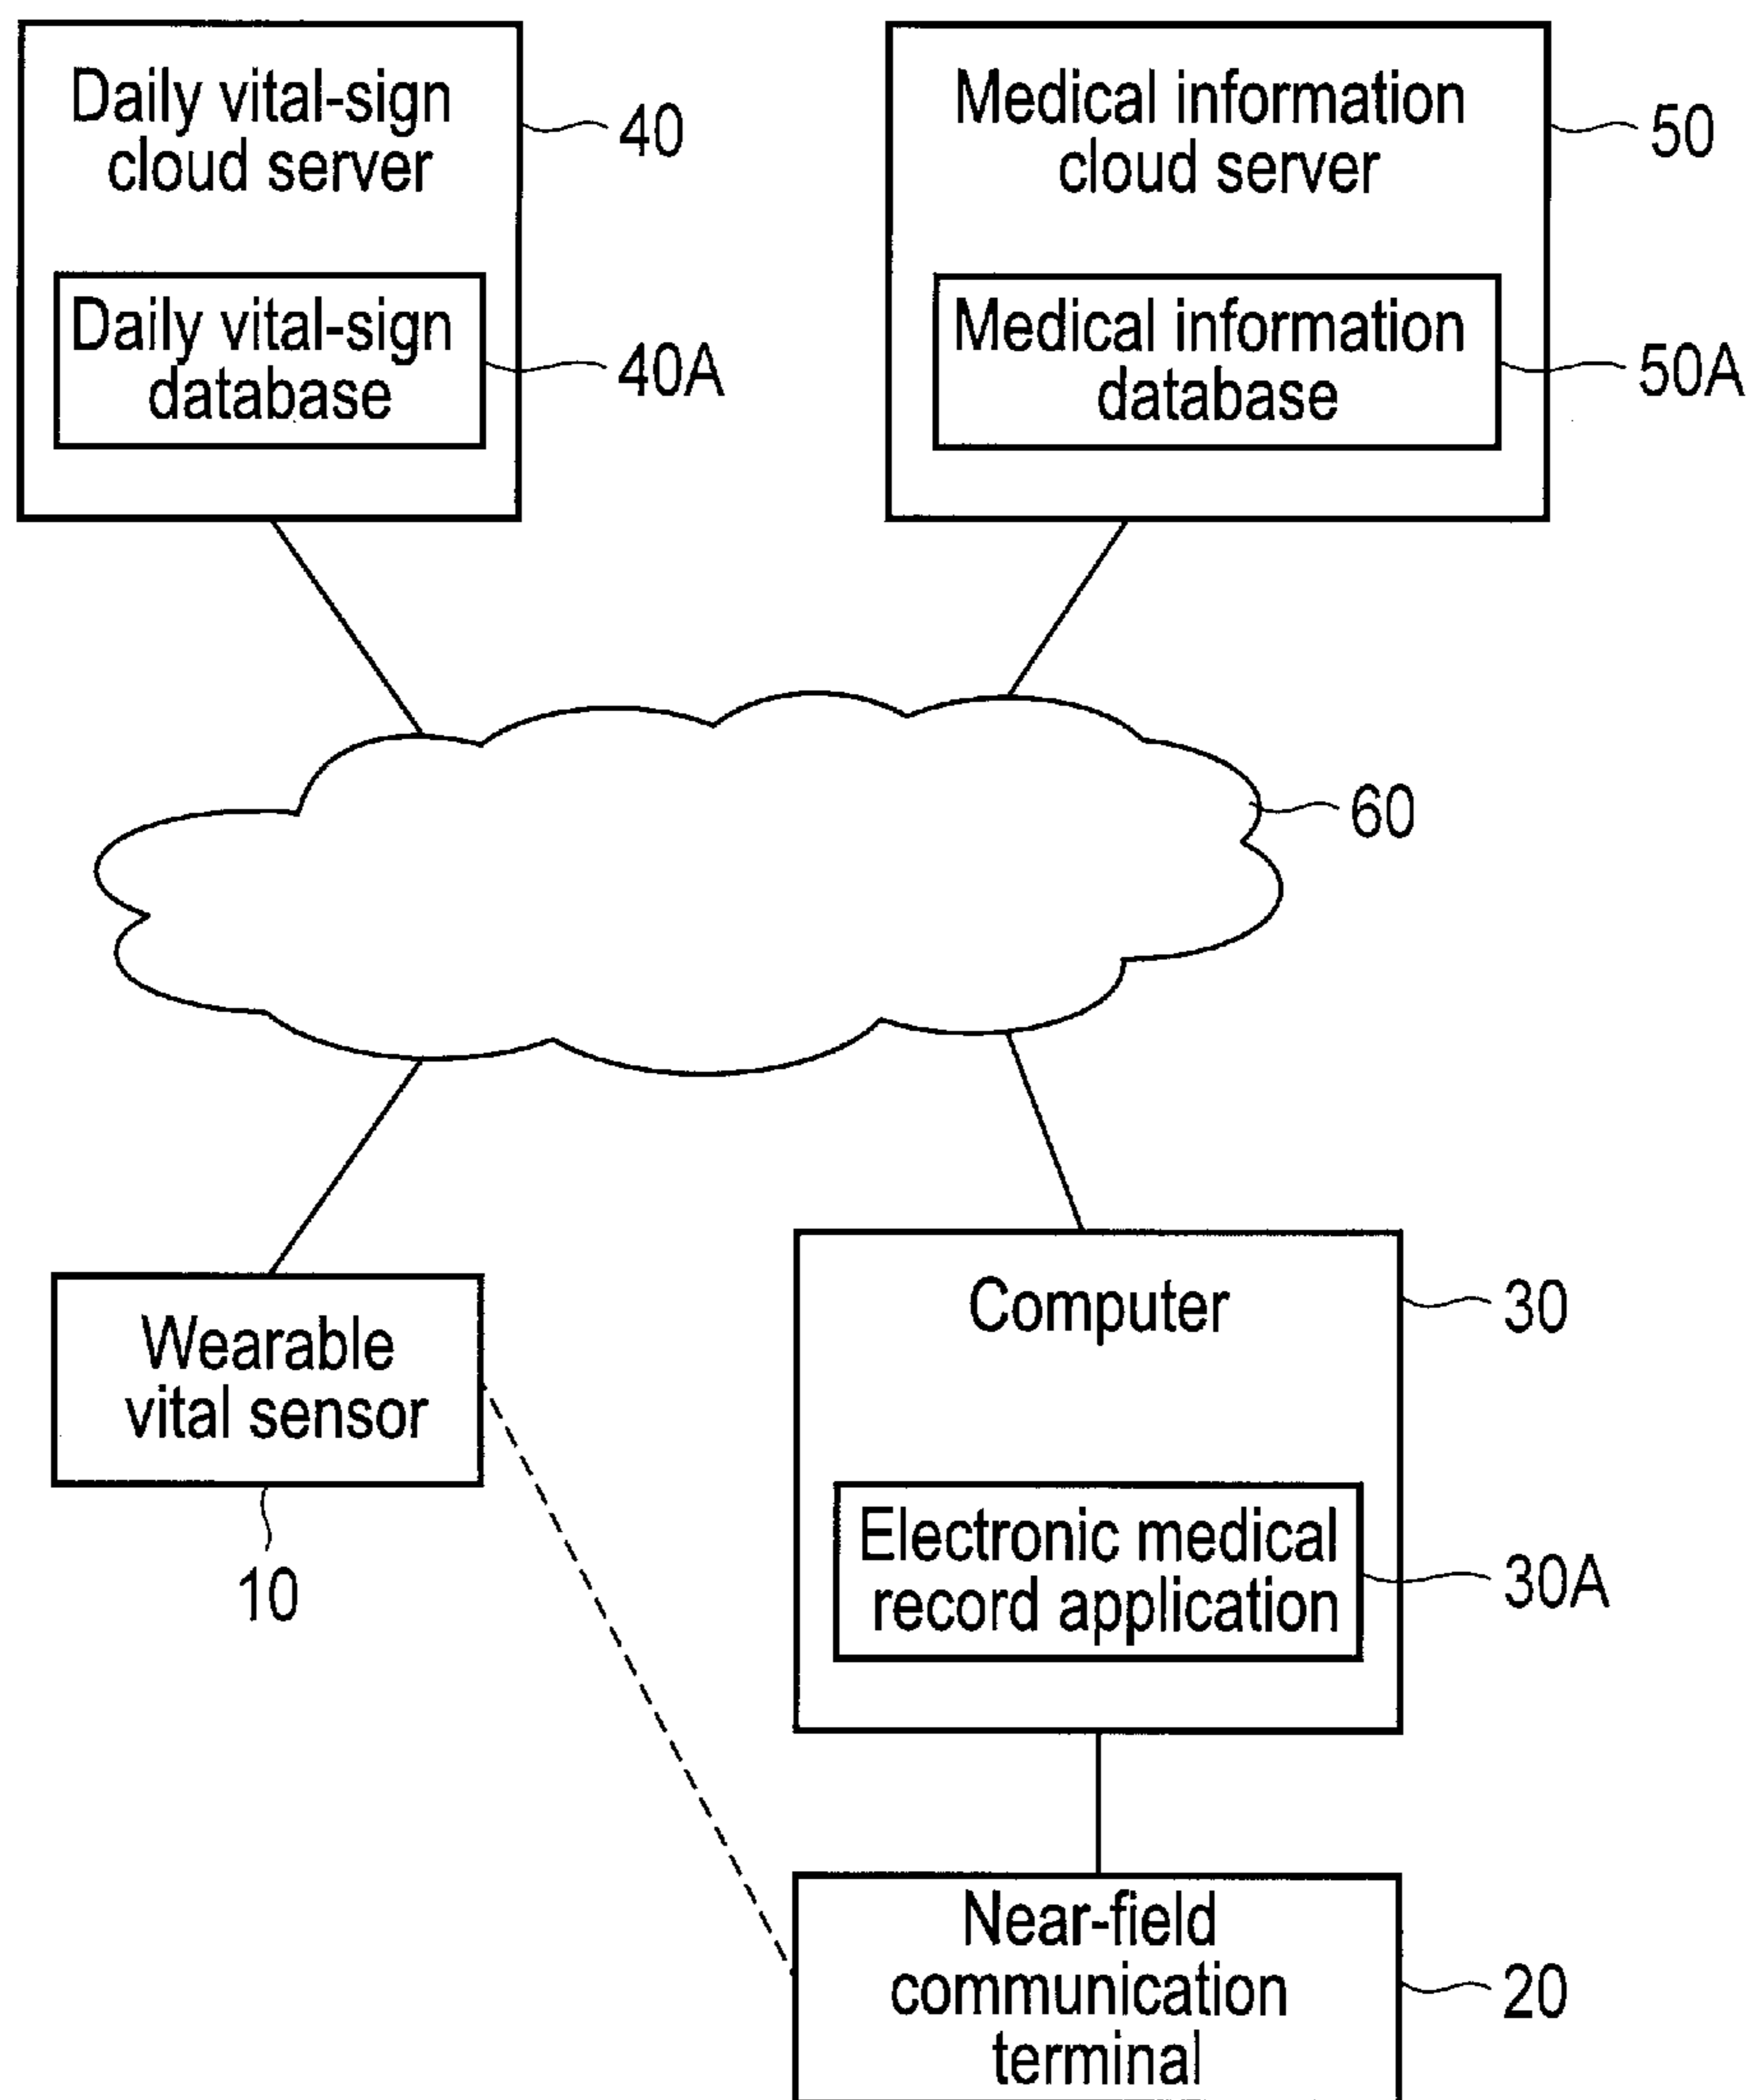 Daily vital-sign
cloud server
40
Daily vital-sign
database
40A
Medical information
cloud server
50
Medical information
database
50A
60
Wearable
vital sensor
10
Computer
30
Electronic medical
record application
30A
Near-field
communication
terminal
20